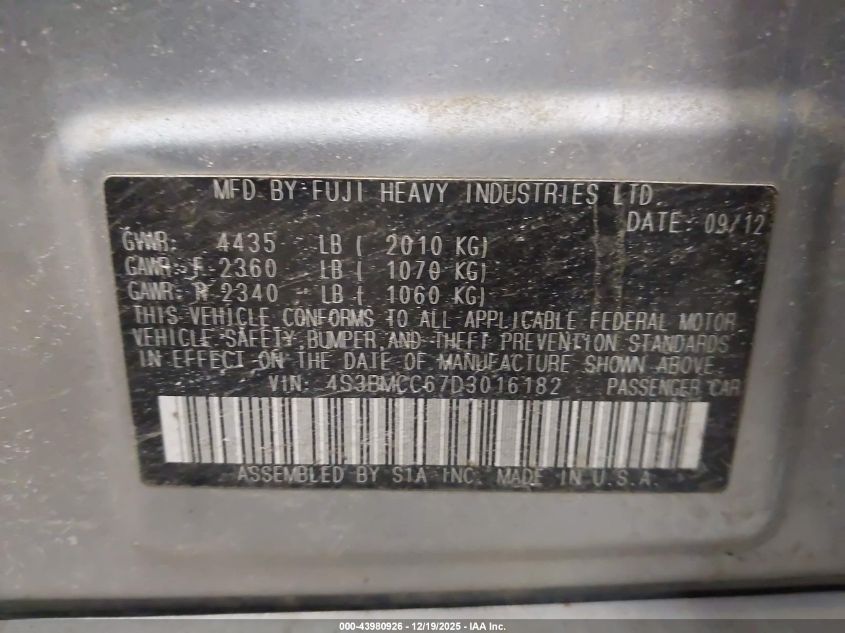 MFD. BY FUJI HEAVY INDUSTRIES LTD.
DATE: 09/12
GVWR: 4435 LB ( 2010 KG)
GAWR: F 2360 LB ( 1070 KG)
GAWR: R 2340 LB ( 1060 KG)
THIS VEHICLE CONFORMS TO ALL APPLICABLE FEDERAL MOTOR
VEHICLE SAFETY, BUMPER, AND THEFT PREVENTION STANDARDS
IN EFFECT ON THE DATE OF MANUFACTURE SHOWN ABOVE.
VIN: 4S3BMCC67D3016182 PASSENGER CAR
ASSEMBLED BY SIA INC. MADE IN U.S.A.
000-43980926 - 12/19/2025 - IAA Inc.